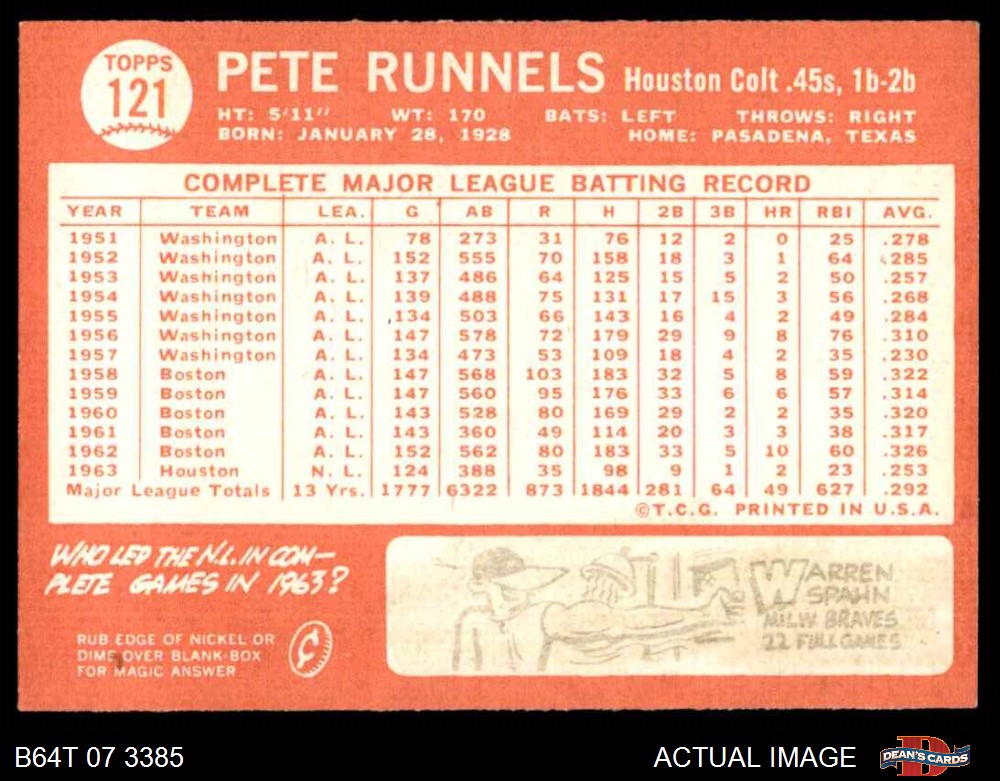 TOPPS
121
PETE RUNNELS Houston Colt .45s, 1b-2b
HT: 5'11" WT: 170 BATS: LEFT THROWS: RIGHT
BORN: JANUARY 28, 1928 HOME: PASADENA, TEXAS
COMPLETE MAJOR LEAGUE BATTING RECORD
YEAR TEAM LEA. G AB R H 2B 3B HR RBI AVG.
1951 Washington A. L. 78 273 31 76 12 2 0 25 .278
1952 Washington A. L. 152 555 70 158 18 3 1 64 .285
1953 Washington A. L. 137 486 64 125 15 5 2 50 .257
1954 Washington A. L. 139 488 75 131 17 15 3 56 .268
1955 Washington A. L. 134 503 66 143 16 4 2 49 .284
1956 Washington A. L. 147 578 72 179 29 9 8 76 .310
1957 Washington A. L. 134 473 53 109 18 4 2 35 .230
1958 Boston A. L. 147 568 103 183 32 5 8 59 .322
1959 Boston A. L. 147 560 95 176 33 6 6 57 .314
1960 Boston A. L. 143 528 80 169 29 2 2 35 .320
1961 Boston A. L. 143 360 49 114 20 3 3 38 .317
1962 Boston A. L. 152 562 80 183 33 5 10 60 .326
1963 Houston N. L. 124 388 35 98 9 1 2 23 .253
Major League Totals 13 Yrs. 1777 6322 873 1844 281 64 49 627 .292
©T.C.G. PRINTED IN U.S.A.
WHO LED THE N.L. IN COM–
PLETE GAMES IN 1963?
RUB EDGE OF NICKEL OR
DIME OVER BLANK-BOX
FOR MAGIC ANSWER
WARREN
SPAHN
MILW. BRAVES
22 FULL GAMES
B64T 07 3385
ACTUAL IMAGE
DEAN'S CARDS